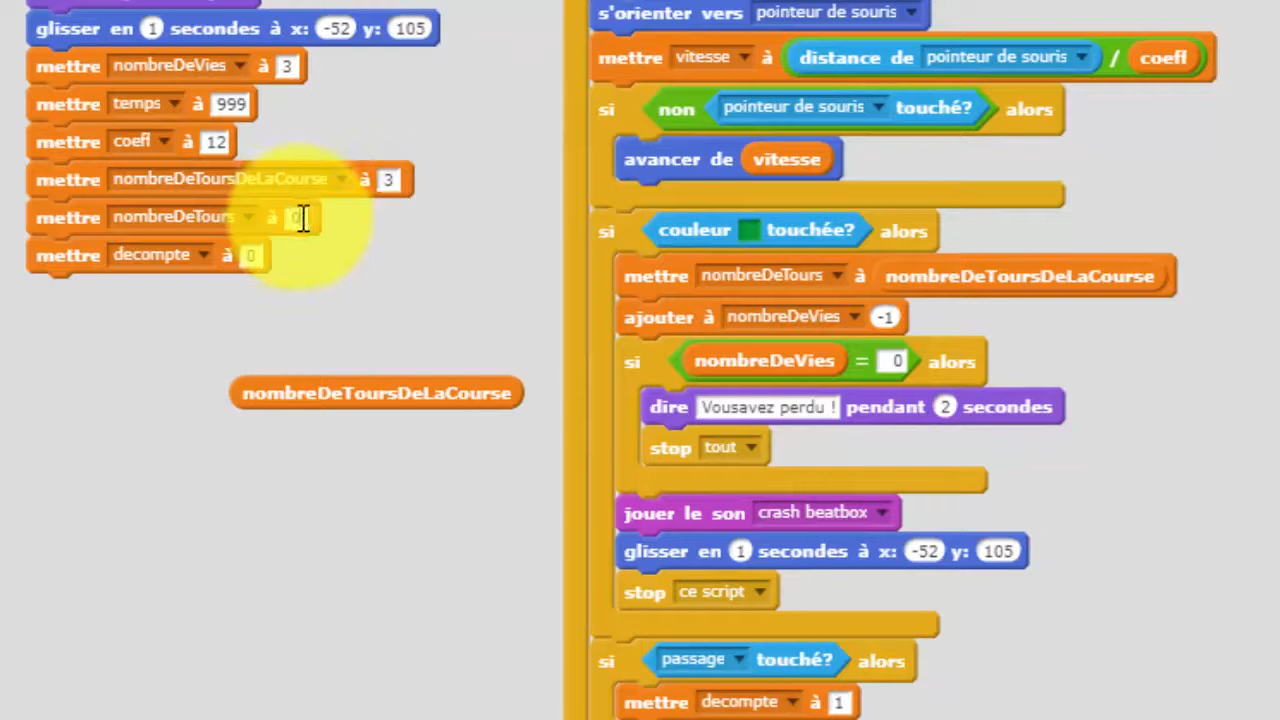 glisser en 1 secondes à x: -52 y: 105
mettre nombreDeVies à 3
mettre temps à 999
mettre coeff à 12
mettre nombreDeToursDeLaCourse à 3
mettre nombreDeTours à 0
mettre decompte à 0
nombreDeToursDeLaCourse
s'orienter vers pointeur de souris
mettre vitesse à distance de pointeur de souris / coeff
si non pointeur de souris touché? alors
avancer de vitesse
si couleur touchée? alors
mettre nombreDeTours à nombreDeToursDeLaCourse
ajouter à nombreDeVies -1
si nombreDeVies = 0 alors
dire Vousavez perdu ! pendant 2 secondes
stop tout
jouer le son crash beatbox
glisser en 1 secondes à x: -52 y: 105
stop ce script
si passage touché? alors
mettre decompte à 1